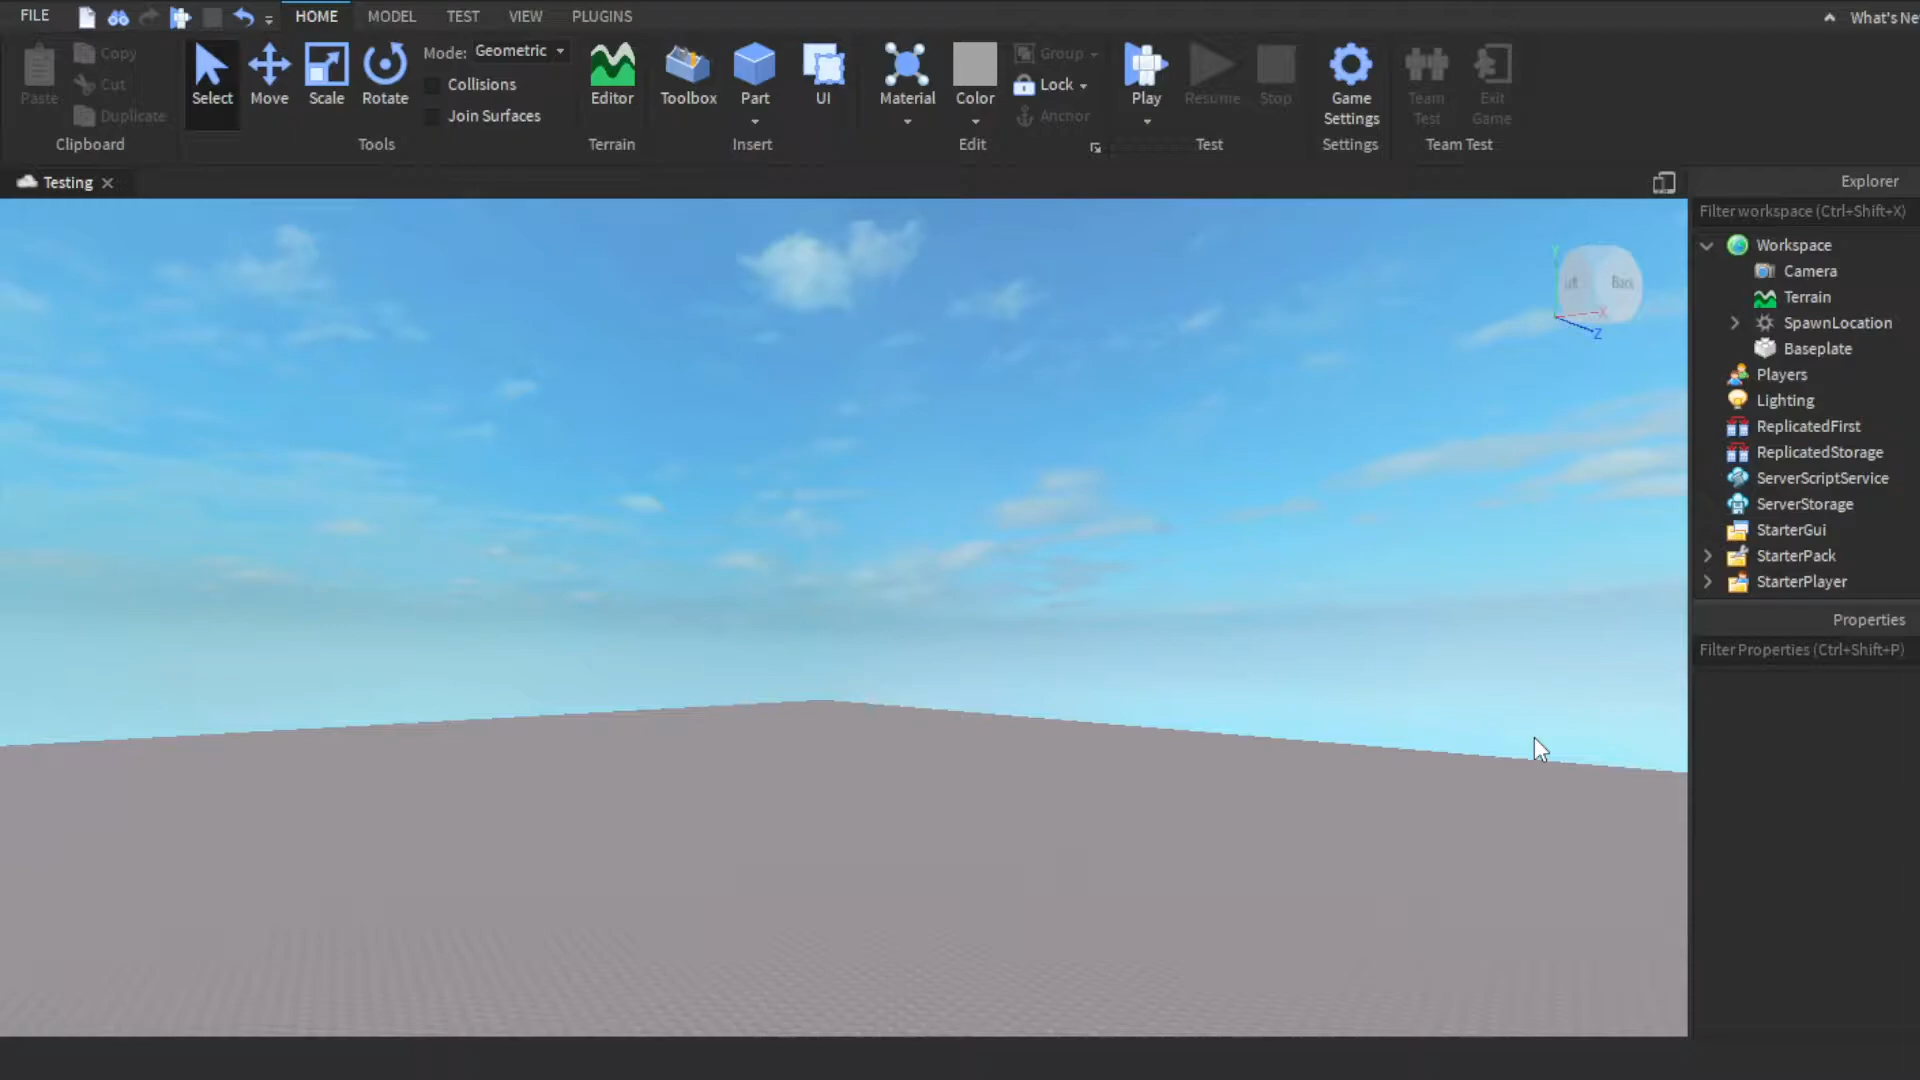 FILE HOME MODEL TEST VIEW PLUGINS What's Ne
Paste Copy Cut Duplicate
Clipboard
Select Move Scale Rotate
Mode: Geometric
Collisions
Join Surfaces
Tools
Editor
Terrain
Toolbox Part UI
Insert
Material Color Group Lock Anchor
Edit
Play Resume Stop
Test
Game Settings
Settings
Team Test Exit Game
Team Test
Testing
Explorer
Filter workspace (Ctrl+Shift+X)
Workspace
Camera
Terrain
SpawnLocation
Baseplate
Players
Lighting
ReplicatedFirst
ReplicatedStorage
ServerScriptService
ServerStorage
StarterGui
StarterPack
StarterPlayer
Properties
Filter Properties (Ctrl+Shift+P)
Y
Back
X
Z